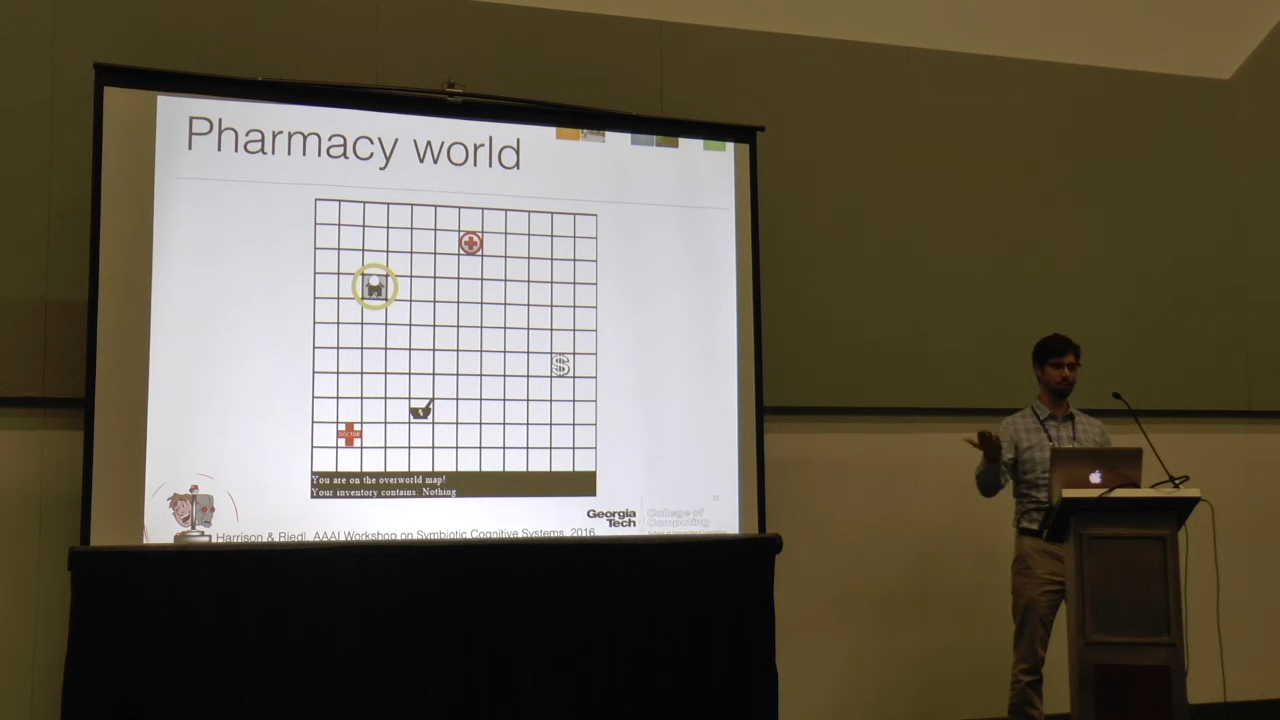 Pharmacy world
$
DOCTOR
You are on the overworld map!
Your inventory contains: Nothing
Georgia
Tech
College of
Computing
Harrison & Riedl, AAAI Workshop on Symbiotic Cognitive Systems, 2016